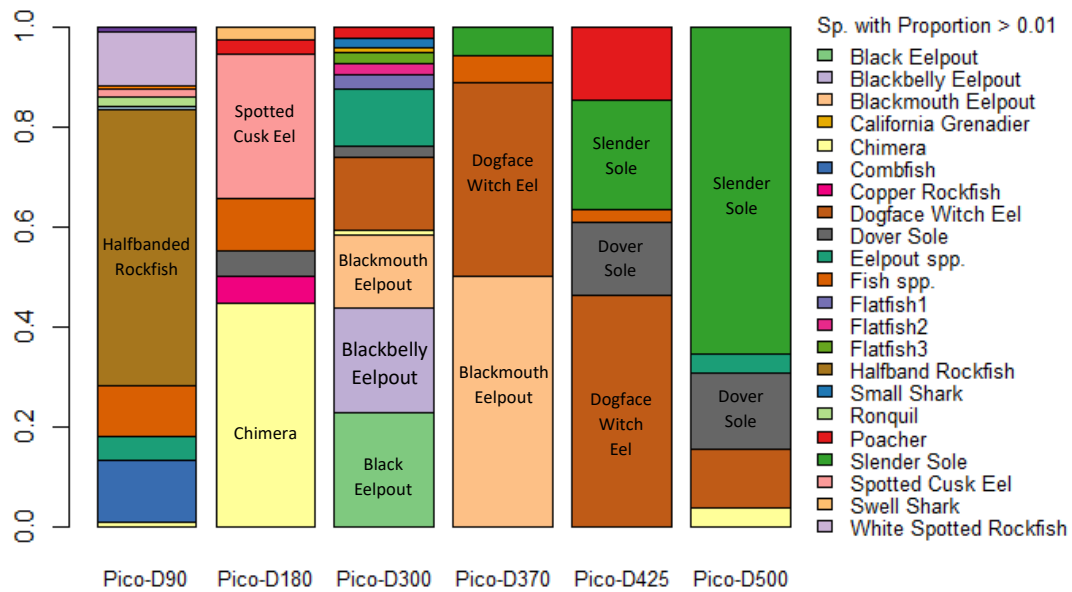 Sp. with Proportion > 0.01
Black Eelpout
Blackbelly Eelpout
Blackmouth Eelpout
California Grenadier
Chimera
Combfish
Copper Rockfish
Dogface Witch Eel
Dover Sole
Eelpout spp.
Fish spp.
Flatfish1
Flatfish2
Flatfish3
Halfband Rockfish
Small Shark
Ronquil
Poacher
Slender Sole
Spotted Cusk Eel
Swell Shark
White Spotted Rockfish
1.0
0.8
0.6
0.4
0.2
0.0
Halfbanded
Rockfish
Spotted
Cusk Eel
Chimera
Blackmouth
Eelpout
Blackbelly
Eelpout
Black
Eelpout
Dogface
Witch Eel
Blackmouth
Eelpout
Slender
Sole
Dover
Sole
Dogface
Witch
Eel
Slender
Sole
Dover
Sole
Pico-D90
Pico-D180
Pico-D300
Pico-D370
Pico-D425
Pico-D500